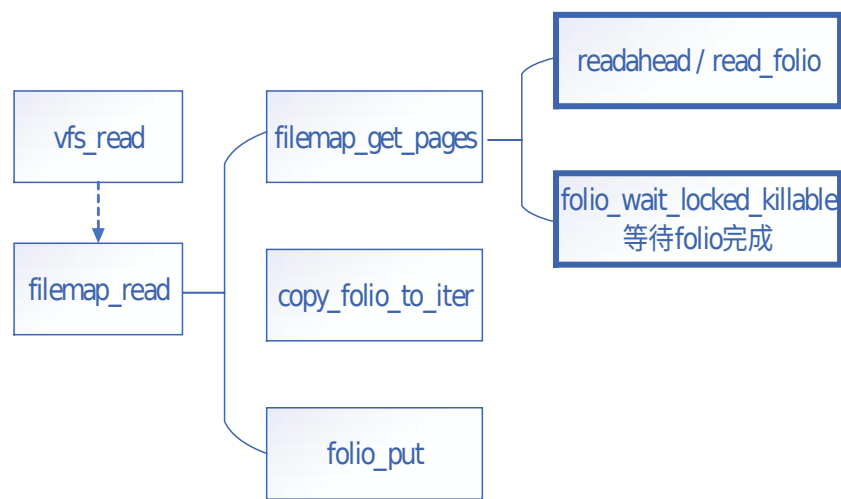 readahead / read_folio
vfs_read
filemap_get_pages
folio_wait_locked_killable
等待folio完成
filemap_read
copy_folio_to_iter
folio_put